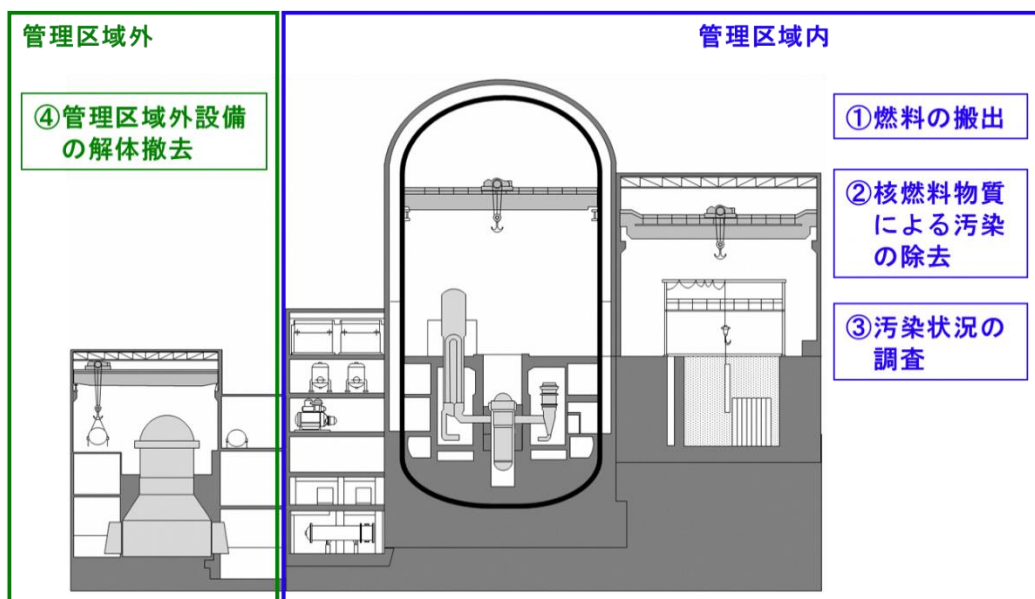 管理区域外
管理区域内
④管理区域外設備
の解体撤去
①燃料の搬出
②核燃料物質
による汚染
の除去
③汚染状況の
調査